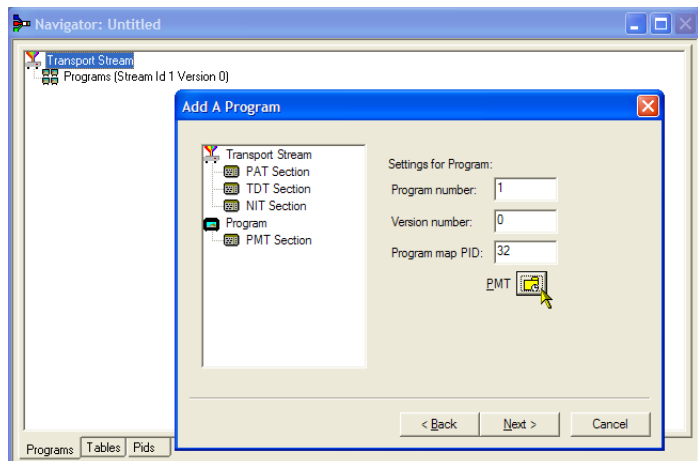 Navigator: Untitled
Transport Stream
Programs (Stream Id 1 Version 0)
Add A Program
Transport Stream
PAT Section
TDT Section
NIT Section
Program
PMT Section
Settings for Program:
Program number: 1
Version number: 0
Program map PID: 32
PMT
< Back Next > Cancel
Programs Tables Pids